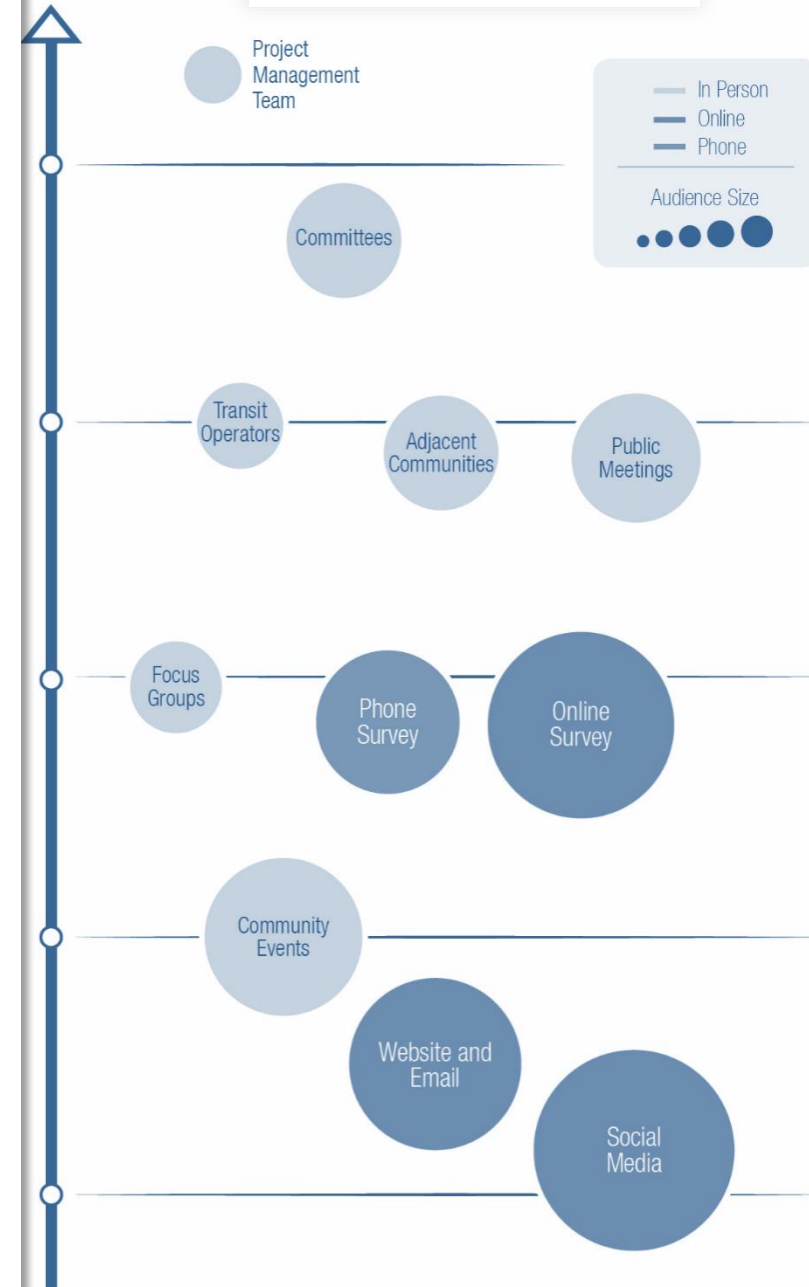 Project
Management
Team
In Person
Online
Phone
Audience Size
Committees
Transit
Operators
Adjacent
Communities
Public
Meetings
Focus
Groups
Phone
Survey
Online
Survey
Community
Events
Website and
Email
Social
Media